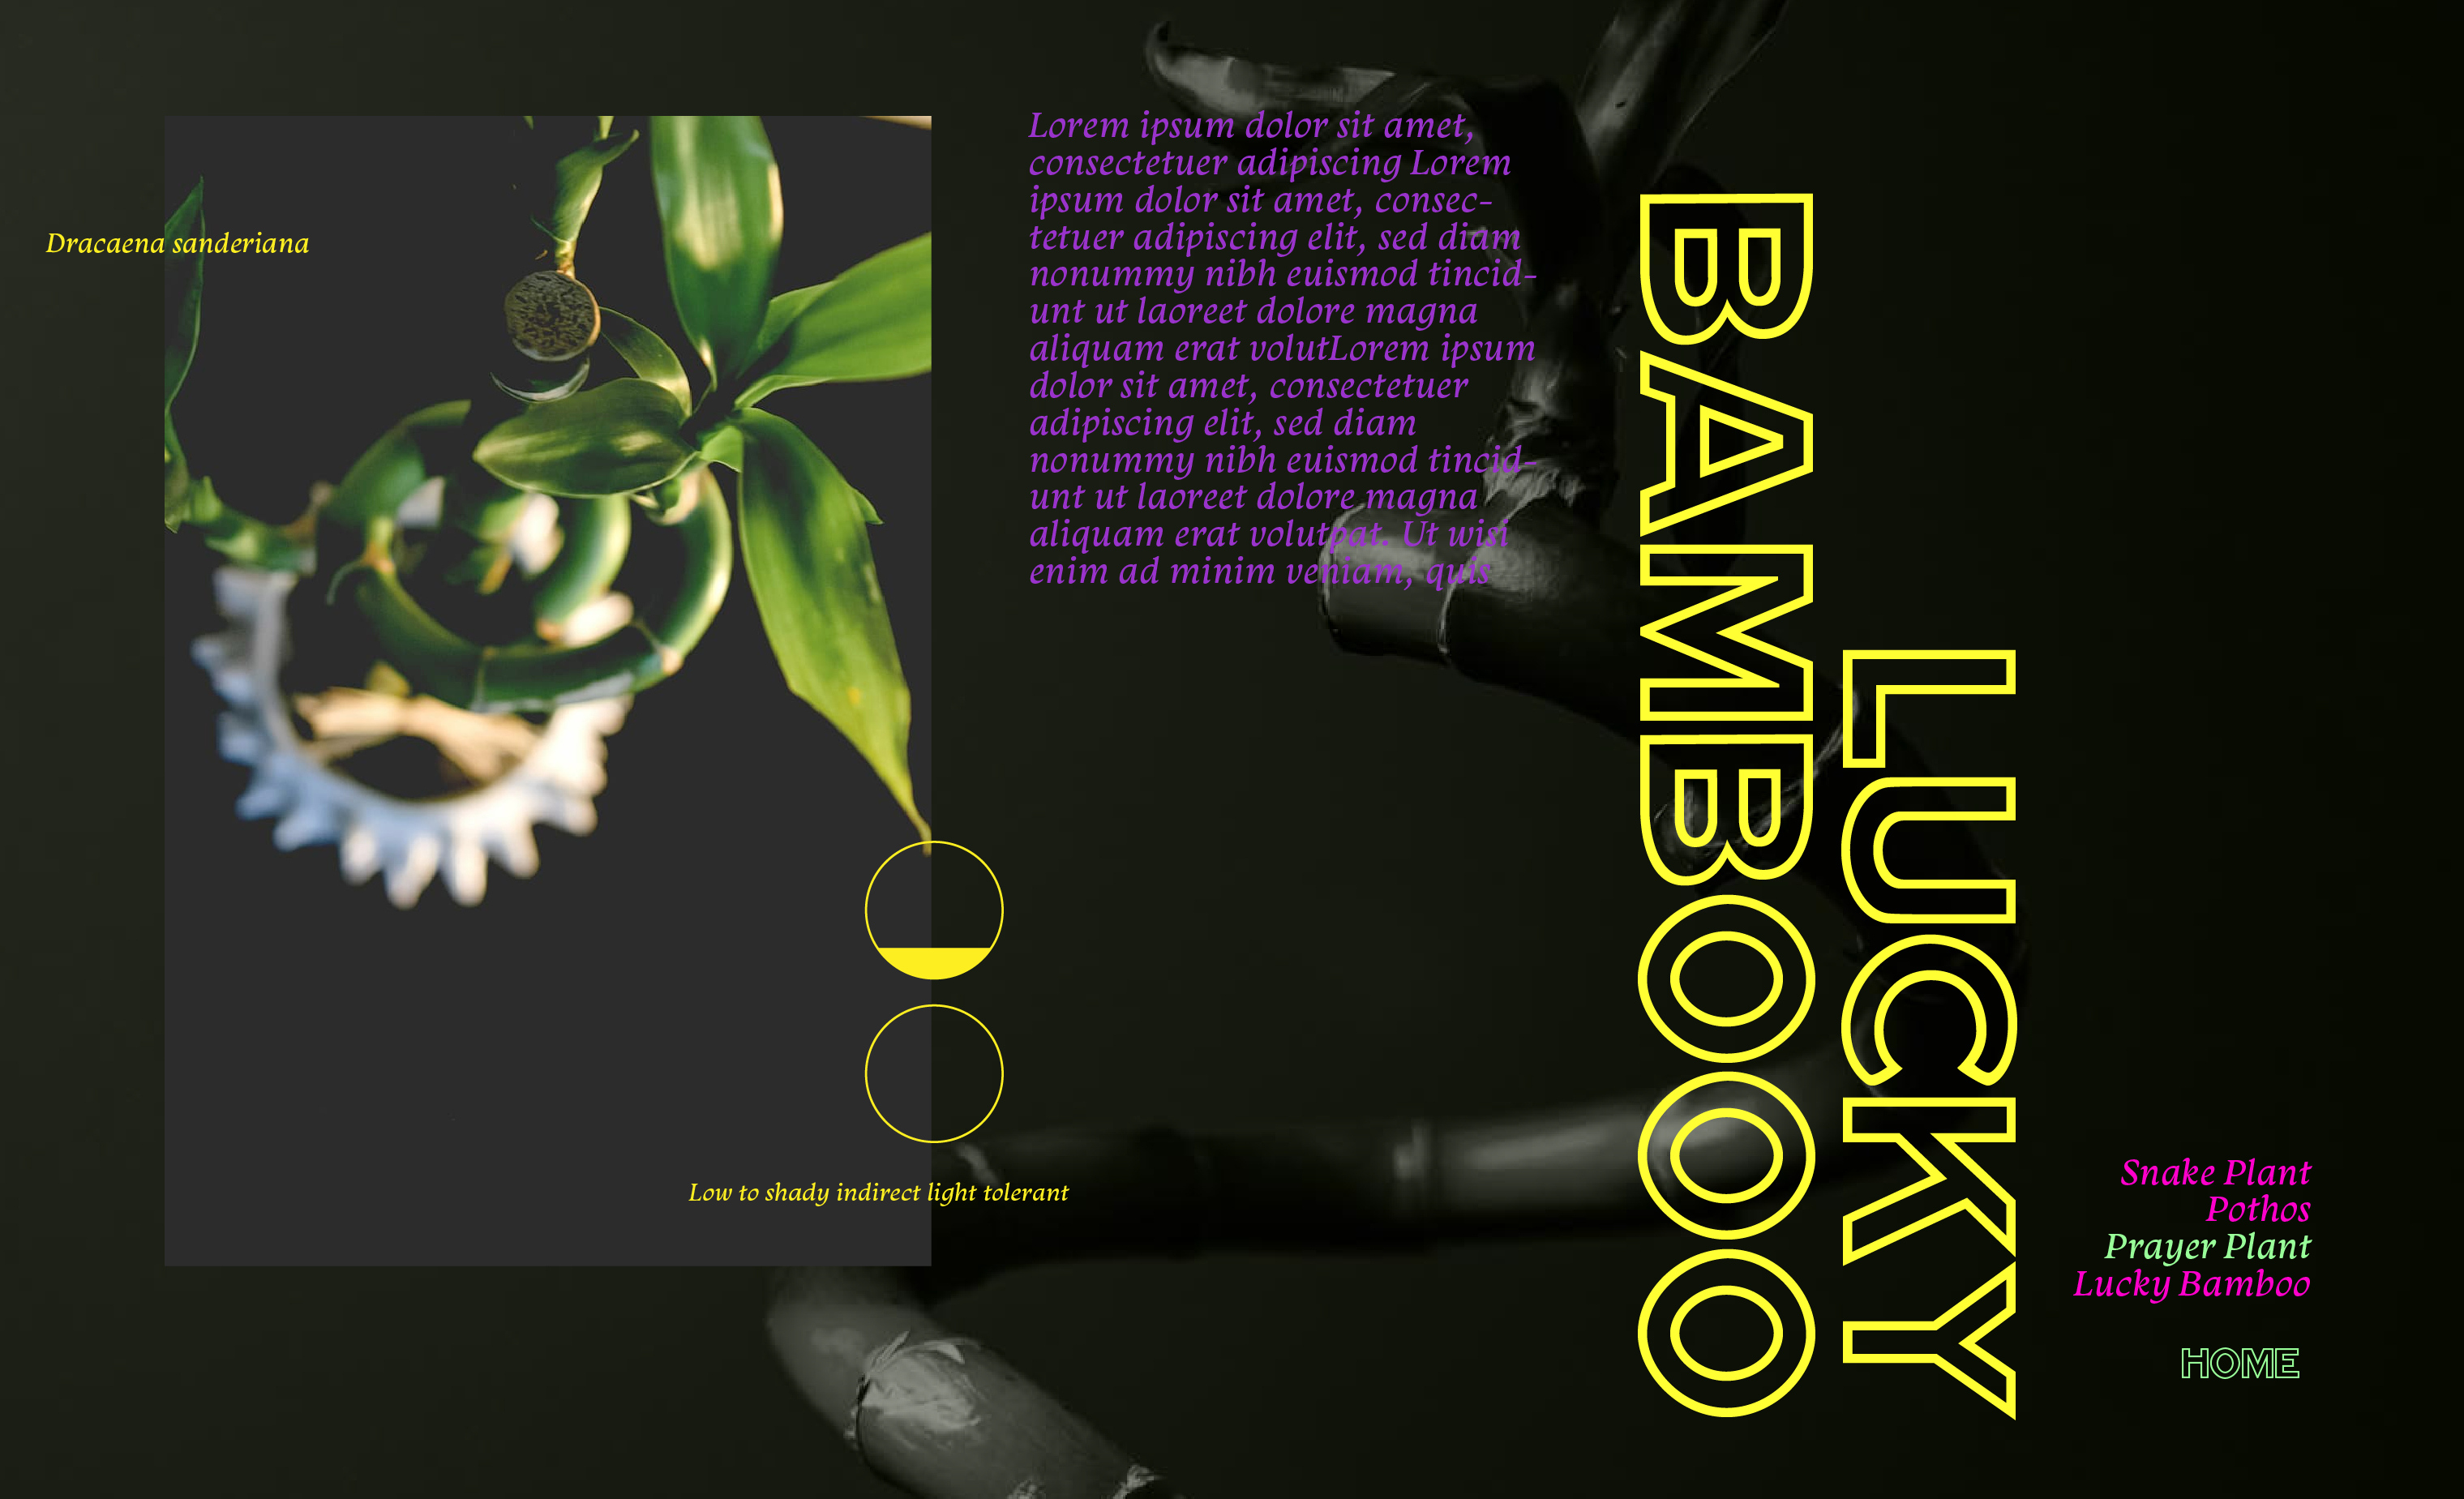 Dracaena sanderiana
Lorem ipsum dolor sit amet,
consectetuer adipiscing Lorem
ipsum dolor sit amet, consec-
tetuer adipiscing elit, sed diam
nonummy nibh euismod tincid-
unt ut laoreet dolore magna
aliquam erat volutLorem ipsum
dolor sit amet, consectetuer
adipiscing elit, sed diam
nonummy nibh euismod tincid-
unt ut laoreet dolore magna
aliquam erat volutpat. Ut wisi
enim ad minim veniam, quis
Low to shady indirect light tolerant
LUCKY
BAMBOOO
Snake Plant
Pothos
Prayer Plant
Lucky Bamboo
HOME